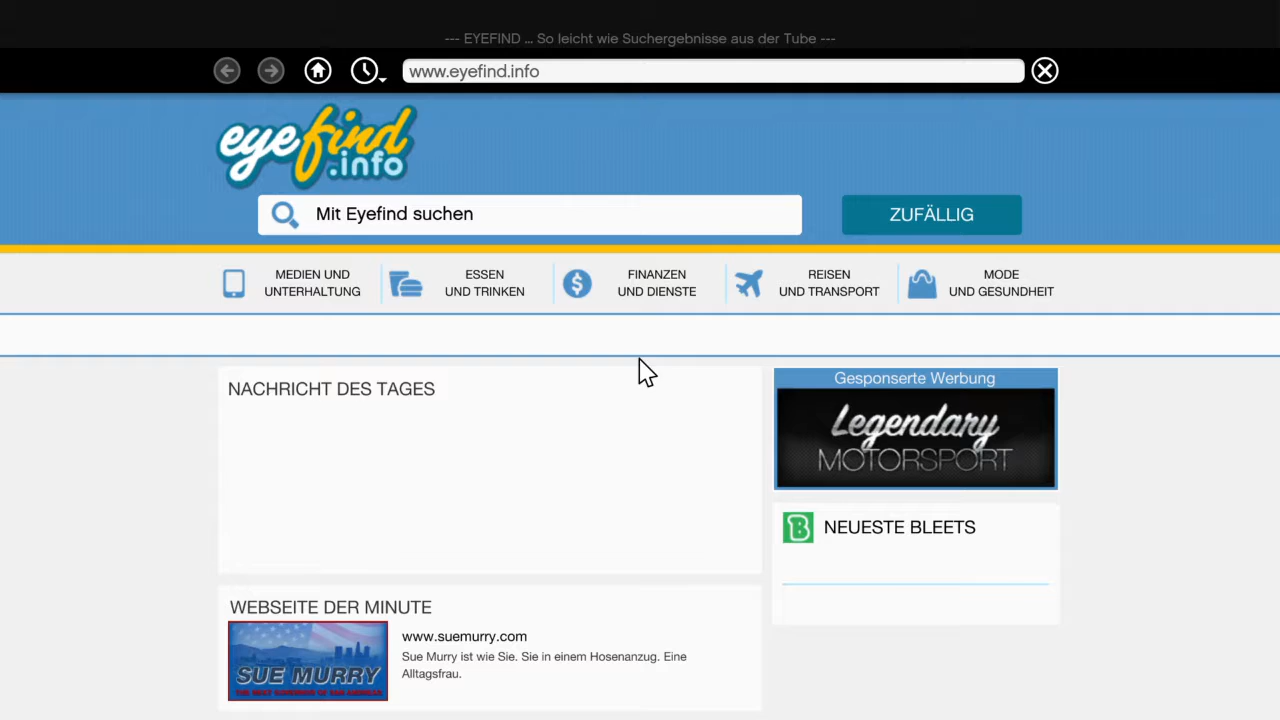 --- EYEFIND ... So leicht wie Suchergebnisse aus der Tube ---
www.eyefind.info
eyefind
.info
Mit Eyefind suchen
ZUFÄLLIG
MEDIEN UND
UNTERHALTUNG
ESSEN
UND TRINKEN
FINANZEN
UND DIENSTE
REISEN
UND TRANSPORT
MODE
UND GESUNDHEIT
NACHRICHT DES TAGES
Gesponserte Werbung
Legendary
MOTORSPORT
B
NEUESTE BLEETS
WEBSEITE DER MINUTE
SUE MURRY
www.suemurry.com
Sue Murry ist wie Sie. Sie in einem Hosenanzug. Eine
Alltagsfrau.